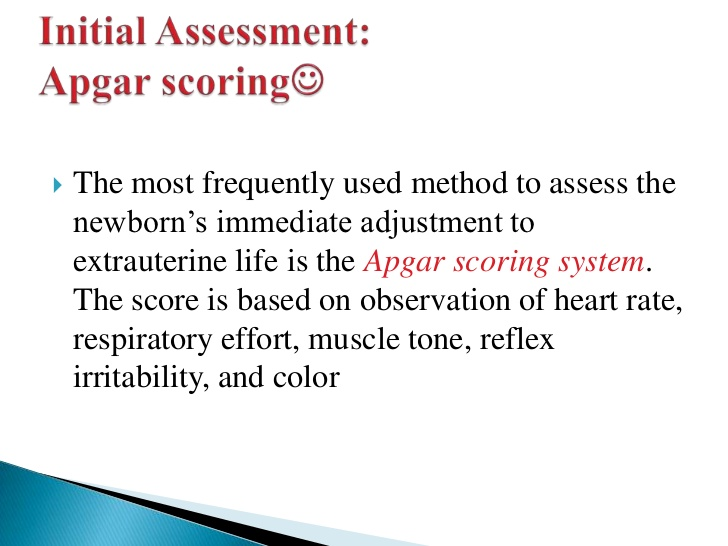 Initial Assessment:
Apgar scoring☺
The most frequently used method to assess the
newborn’s immediate adjustment to
extrauterine life is the Apgar scoring system.
The score is based on observation of heart rate,
respiratory effort, muscle tone, reflex
irritability, and color